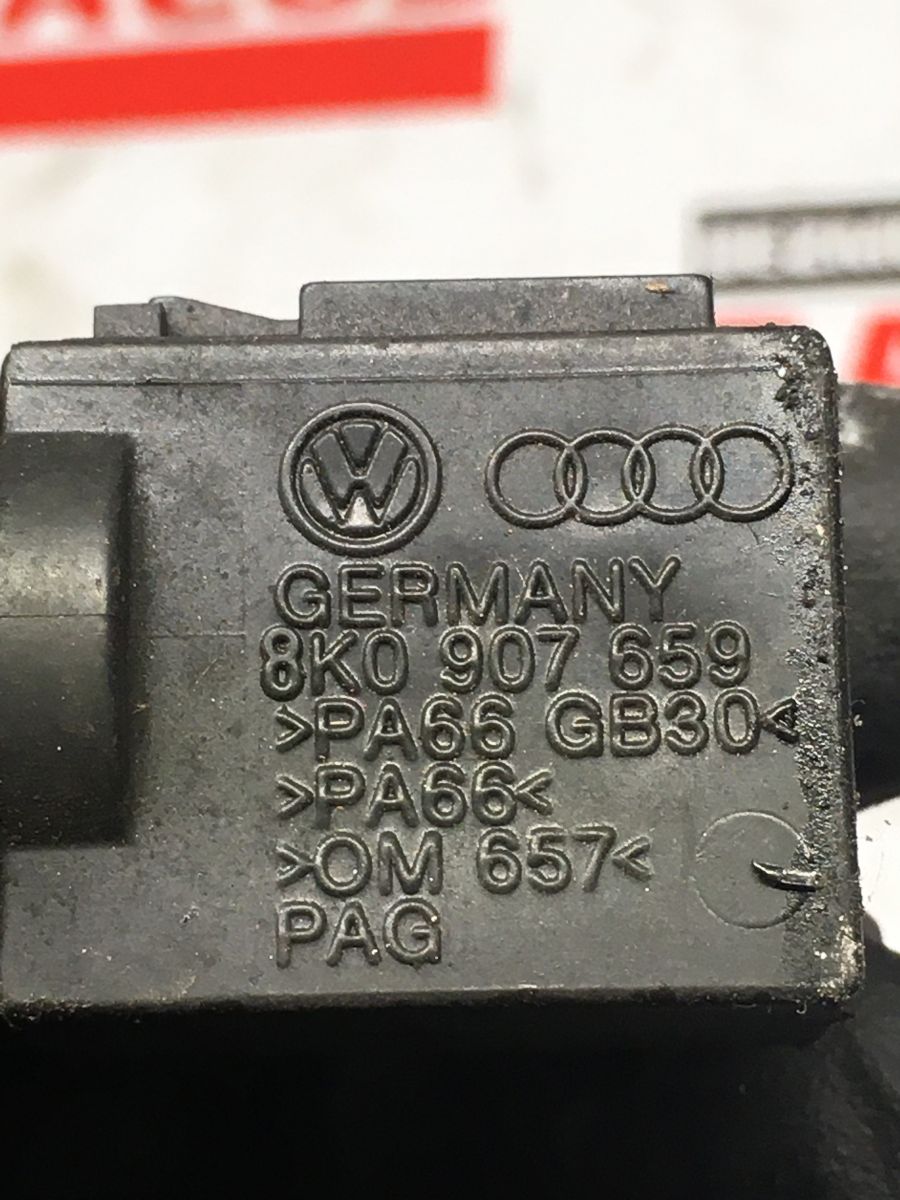 GERMANY
8K0 907 659
>PA66 GB30<
>PA66<
>OM 657<
PAG